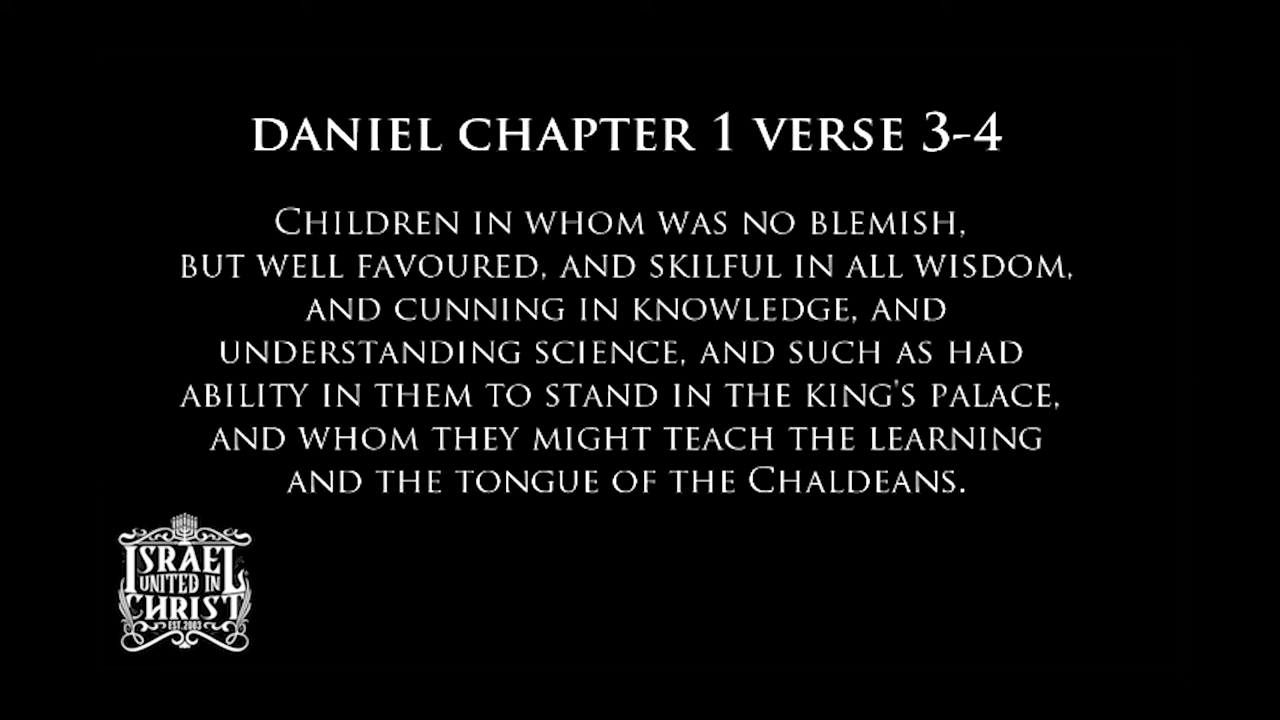 DANIEL CHAPTER 1 VERSE 3-4
CHILDREN IN WHOM WAS NO BLEMISH,
BUT WELL FAVOURED, AND SKILFUL IN ALL WISDOM,
AND CUNNING IN KNOWLEDGE, AND
UNDERSTANDING SCIENCE, AND SUCH AS HAD
ABILITY IN THEM TO STAND IN THE KING'S PALACE,
AND WHOM THEY MIGHT TEACH THE LEARNING
AND THE TONGUE OF THE CHALDEANS.
ISRAEL
UNITED IN
CHRIST
EST. 2003